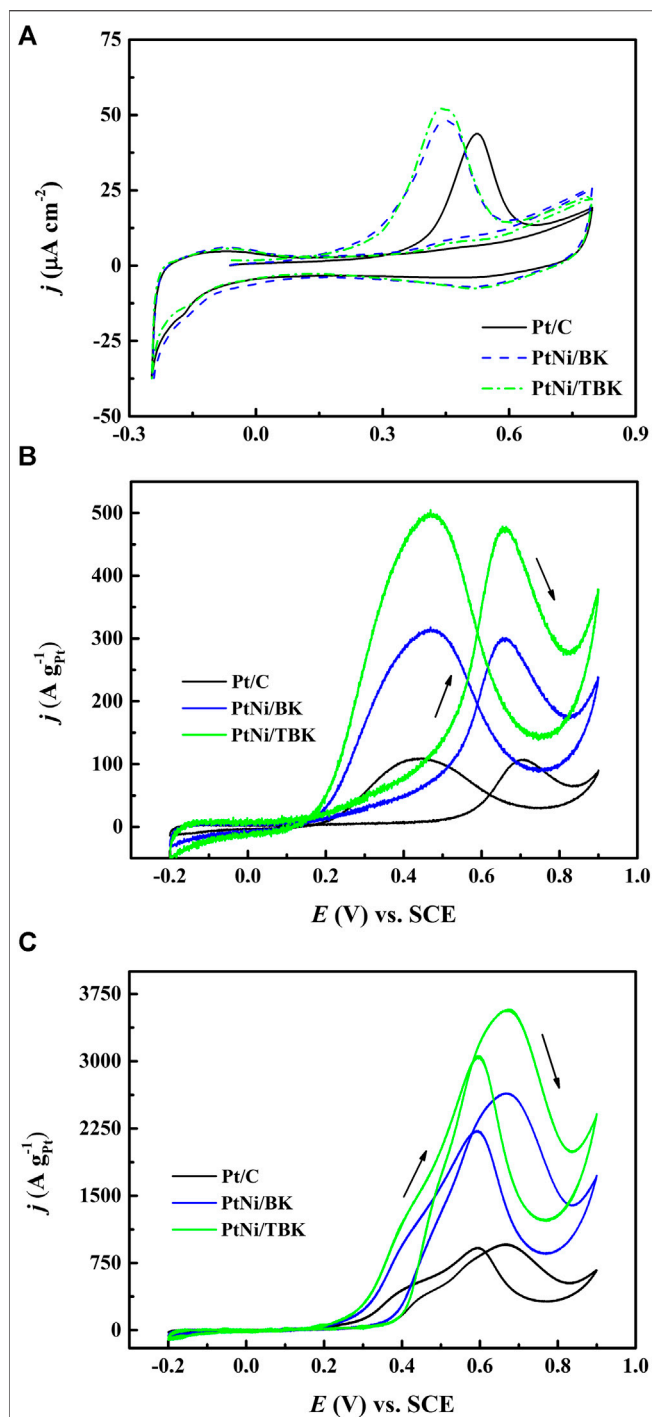 A
75
50
25
0
-25
-50
j (μA cm⁻²)
Pt/C
PtNi/BK
PtNi/TBK
-0.3 0.0 0.3 0.6 0.9
B
500
400
300
200
100
0
j (A g⁻¹Pt)
Pt/C
PtNi/BK
PtNi/TBK
-0.2 0.0 0.2 0.4 0.6 0.8 1.0
E (V) vs. SCE
C
3750
3000
2250
1500
750
0
j (A g⁻¹Pt)
Pt/C
PtNi/BK
PtNi/TBK
-0.2 0.0 0.2 0.4 0.6 0.8 1.0
E (V) vs. SCE